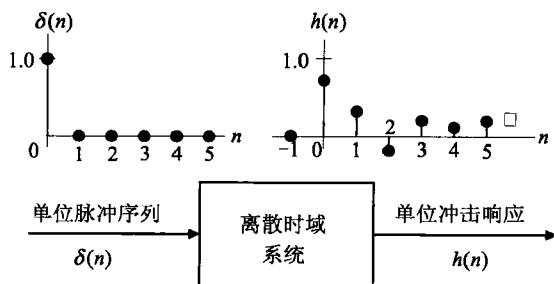 δ(n)
1.0
0 1 2 3 4 5 n
h(n)
1.0
2
-1 0 1 3 4 5 n
单位脉冲序列
δ(n)
离散时域
系统
单位冲击响应
h(n)